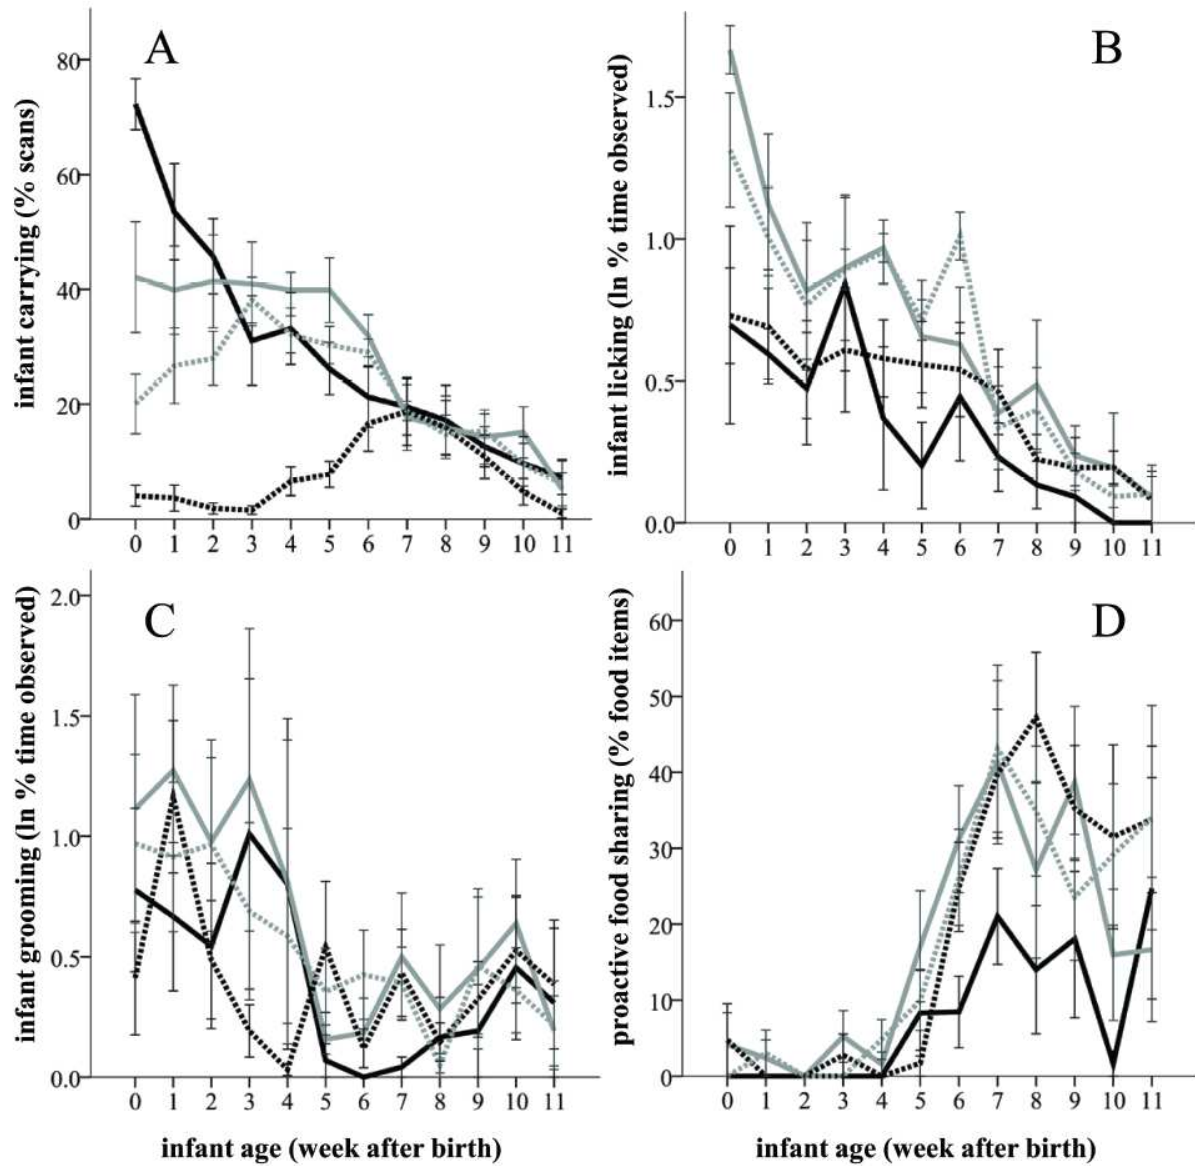 A
infant carrying (% scans)
80
60
40
20
0
0 1 2 3 4 5 6 7 8 9 10 11
B
infant licking (ln % time observed)
1.5
1.0
0.5
0.0
0 1 2 3 4 5 6 7 8 9 10 11
C
infant grooming (ln % time observed)
2.0
1.5
1.0
0.5
0.0
0 1 2 3 4 5 6 7 8 9 10 11
infant age (week after birth)
D
proactive food sharing (% food items)
60
50
40
30
20
10
0
0 1 2 3 4 5 6 7 8 9 10 11
infant age (week after birth)